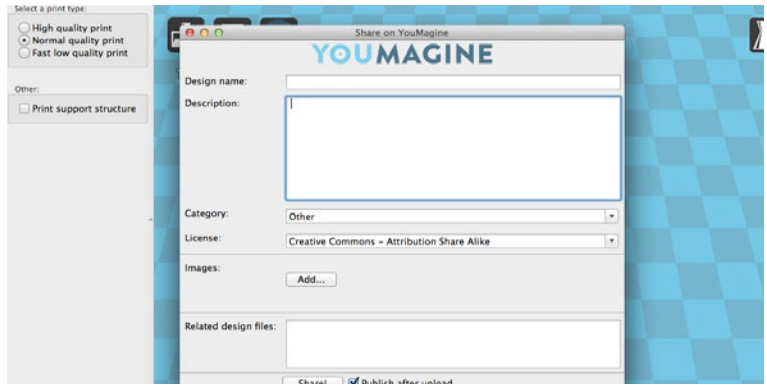 Select a print type:
High quality print
Normal quality print
Fast low quality print
Other:
Print support structure
Share on YouMagine
YOUMAGINE
Design name:
Description:
Category:
Other
License:
Creative Commons - Attribution Share Alike
Images:
Add...
Related design files:
Share!
Publish after upload